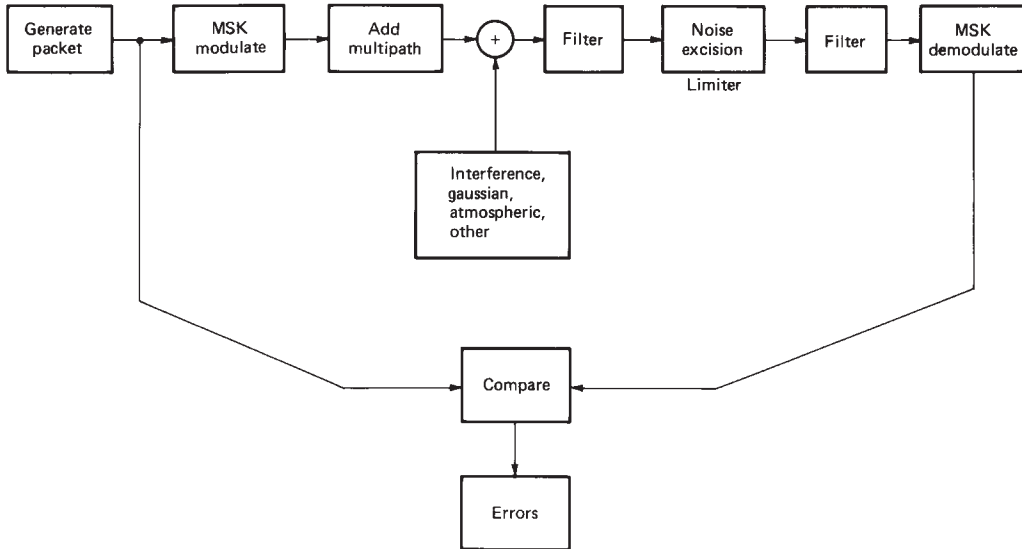 Generate
packet
MSK
modulate
Add
multipath
+
Filter
Noise
excision
Limiter
Filter
MSK
demodulate
Interference,
gaussian,
atmospheric,
other
Compare
Errors